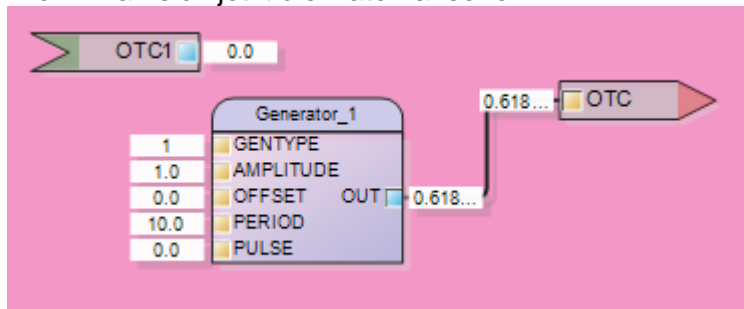 OTC1 0.0
0.618... OTC
Generator_1
1 GENTYPE
1.0 AMPLITUDE
0.0 OFFSET OUT 0.618...
10.0 PERIOD
0.0 PULSE